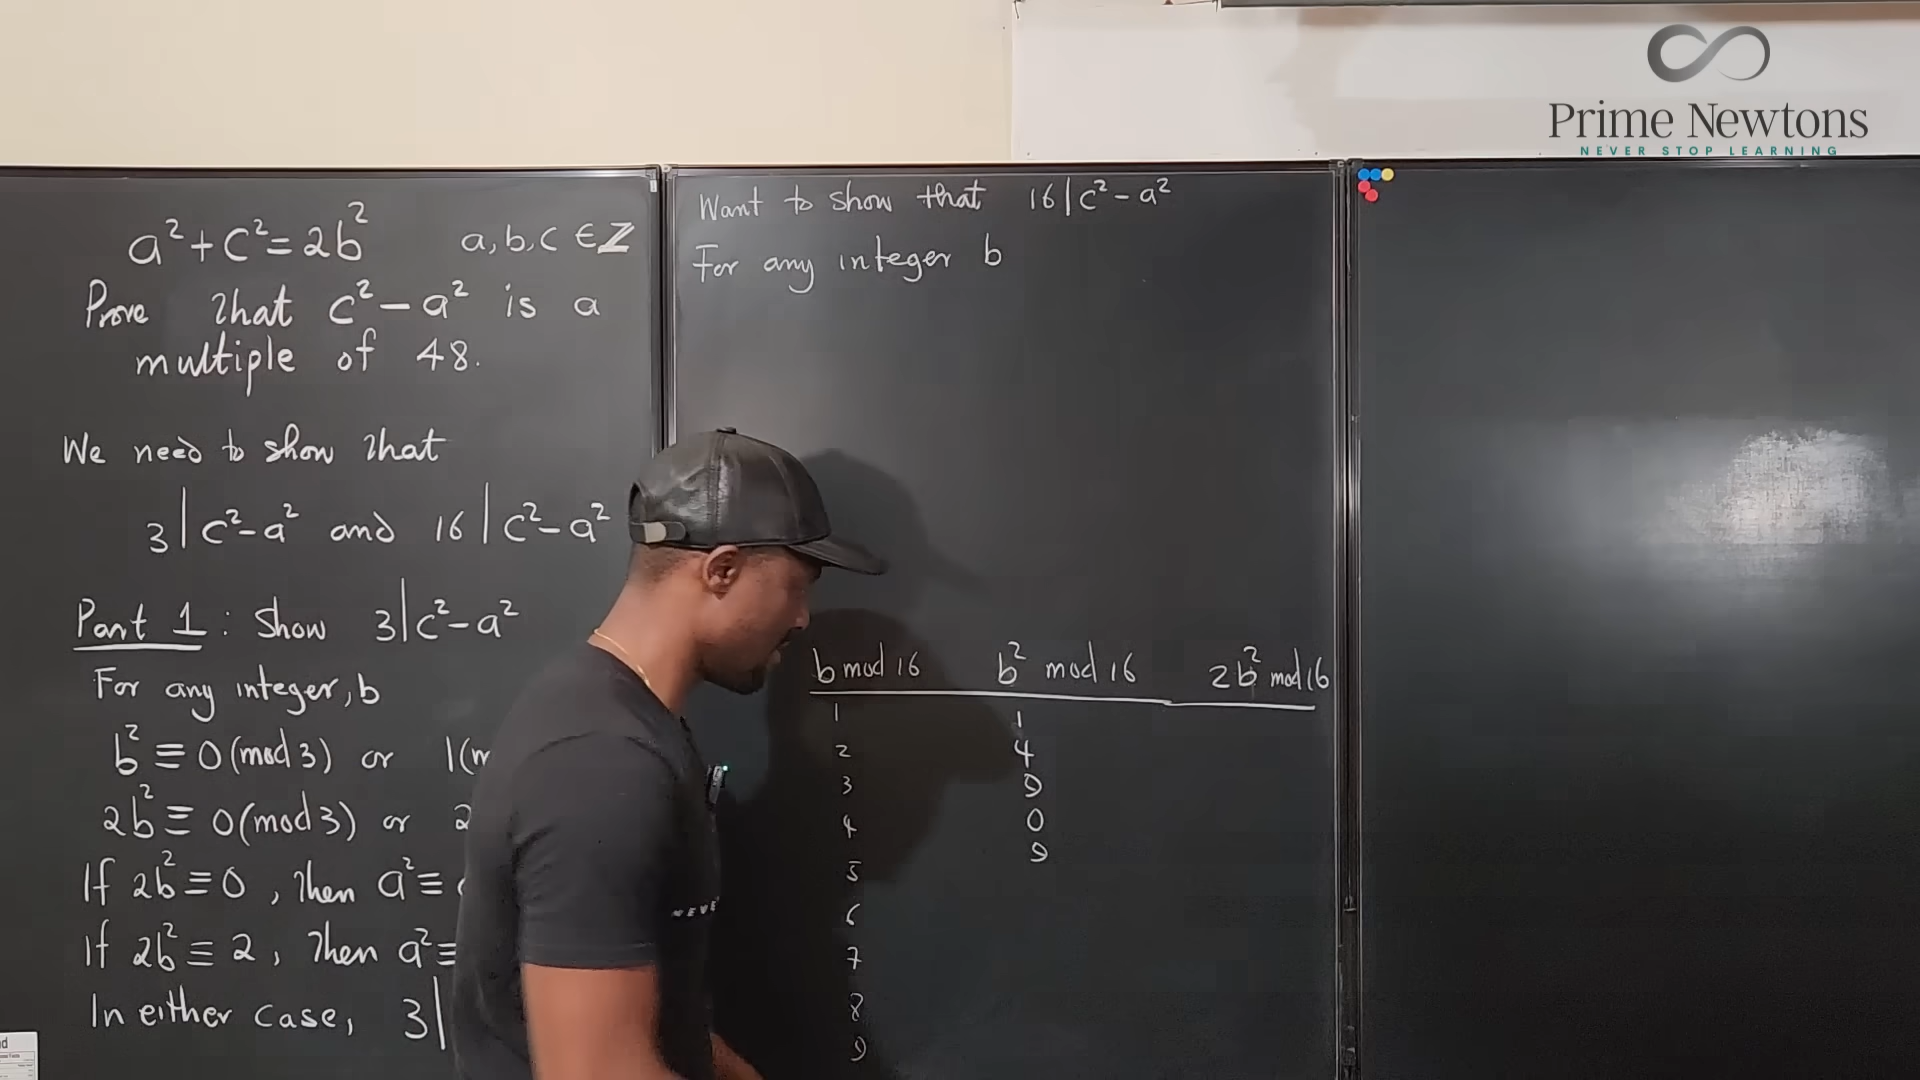 Prime Newtons
NEVER STOP LEARNING
a² + c² = 2b² a, b, c ∈ ℤ
Prove that c² - a² is a
multiple of 48.
We need to show that
3 | c² - a² and 16 | c² - a²
Part 1 : Show 3 | c² - a²
For any integer, b
b² ≡ 0 (mod 3) or 1 (m
2b² ≡ 0 (mod 3) or 2
If 2b² ≡ 0 , then a² ≡
If 2b² ≡ 2 , then a² ≡
In either case, 3 |
Want to show that 16 | c² - a²
For any integer b
b mod 16 b² mod 16 2b² mod 16
1 1
2 4
3 9
4 0
5 9
6
7
8
9
NEVE